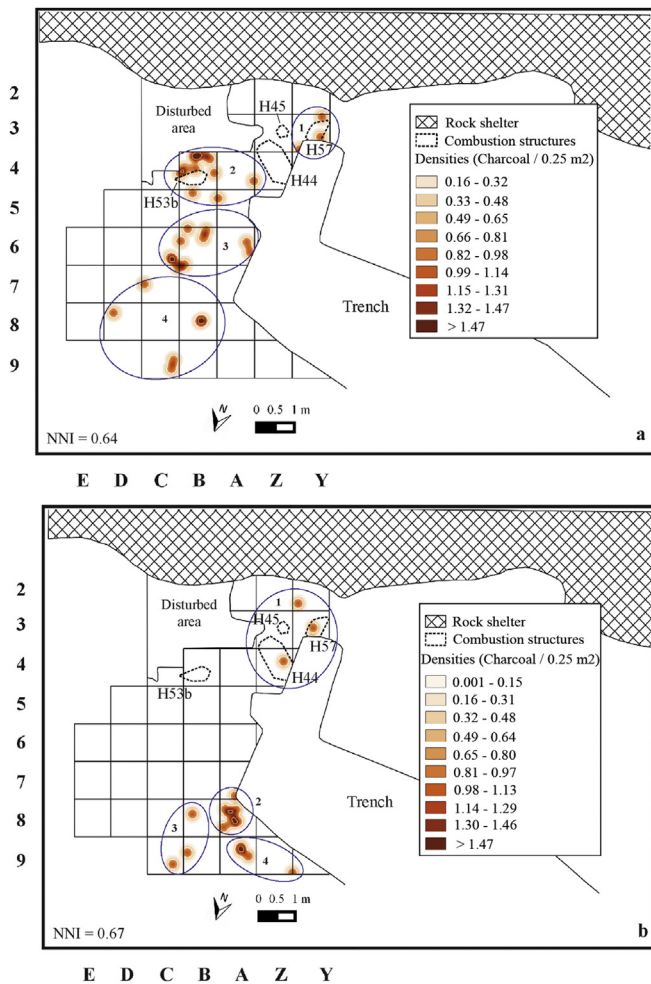 2
3
4
5
6
7
8
9
Disturbed
area
H45
1
H57
2
H44
H53b
3
4
Trench
Rock shelter
Combustion structures
Densities (Charcoal / 0.25 m2)
0.16 - 0.32
0.33 - 0.48
0.49 - 0.65
0.66 - 0.81
0.82 - 0.98
0.99 - 1.14
1.15 - 1.31
1.32 - 1.47
> 1.47
N
0 0.5 1 m
NNI = 0.64
a
E D C B A Z Y
2
3
4
5
6
7
8
9
Disturbed
area
1
H45
H57
H44
H53b
2
3
4
Trench
Rock shelter
Combustion structures
Densities (Charcoal / 0.25 m2)
0.001 - 0.15
0.16 - 0.31
0.32 - 0.48
0.49 - 0.64
0.65 - 0.80
0.81 - 0.97
0.98 - 1.13
1.14 - 1.29
1.30 - 1.46
> 1.47
N
0 0.5 1 m
NNI = 0.67
b
E D C B A Z Y